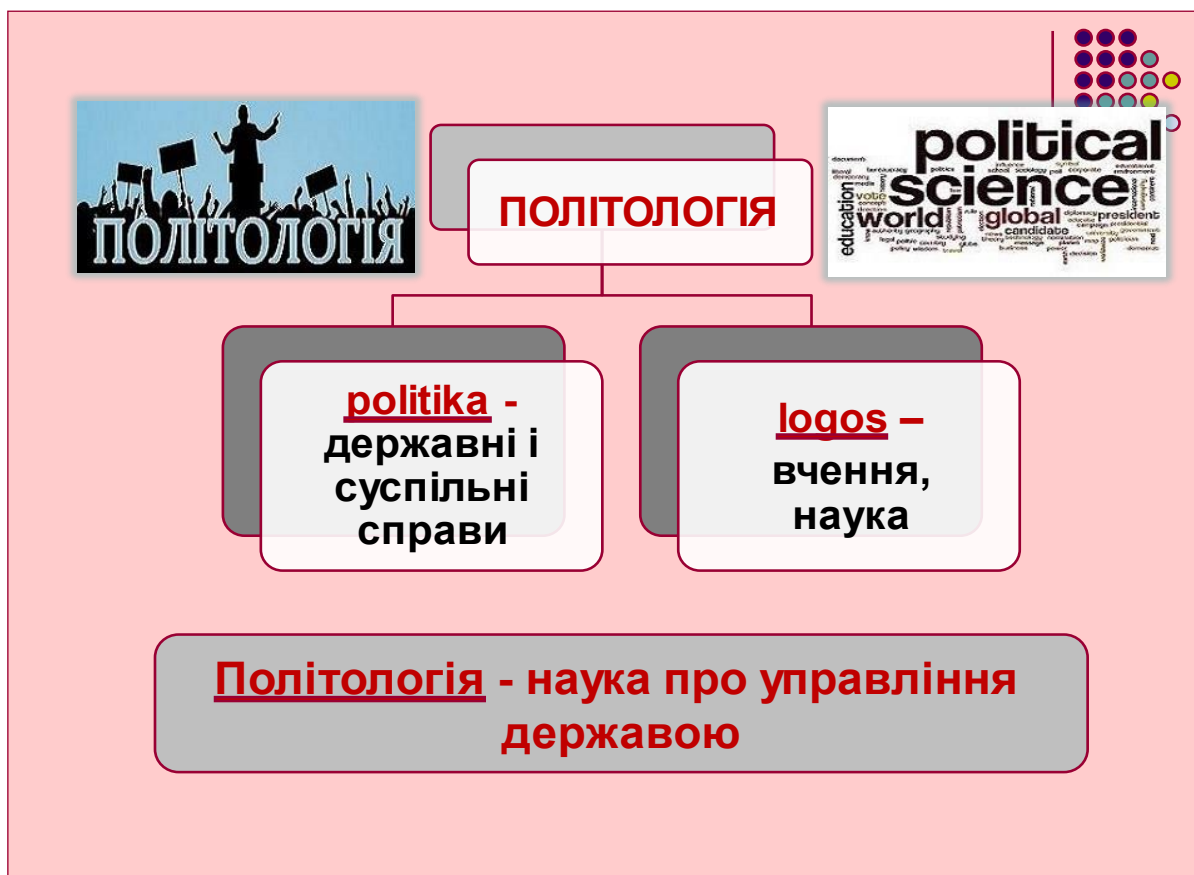 ПОЛІТОЛОГІЯ
political
science
world
global
education
vote
president
candidate
ПОЛІТОЛОГІЯ
politika -
державні і
суспільні
справи
logos –
вчення,
наука
Політологія - наука про управління
державою